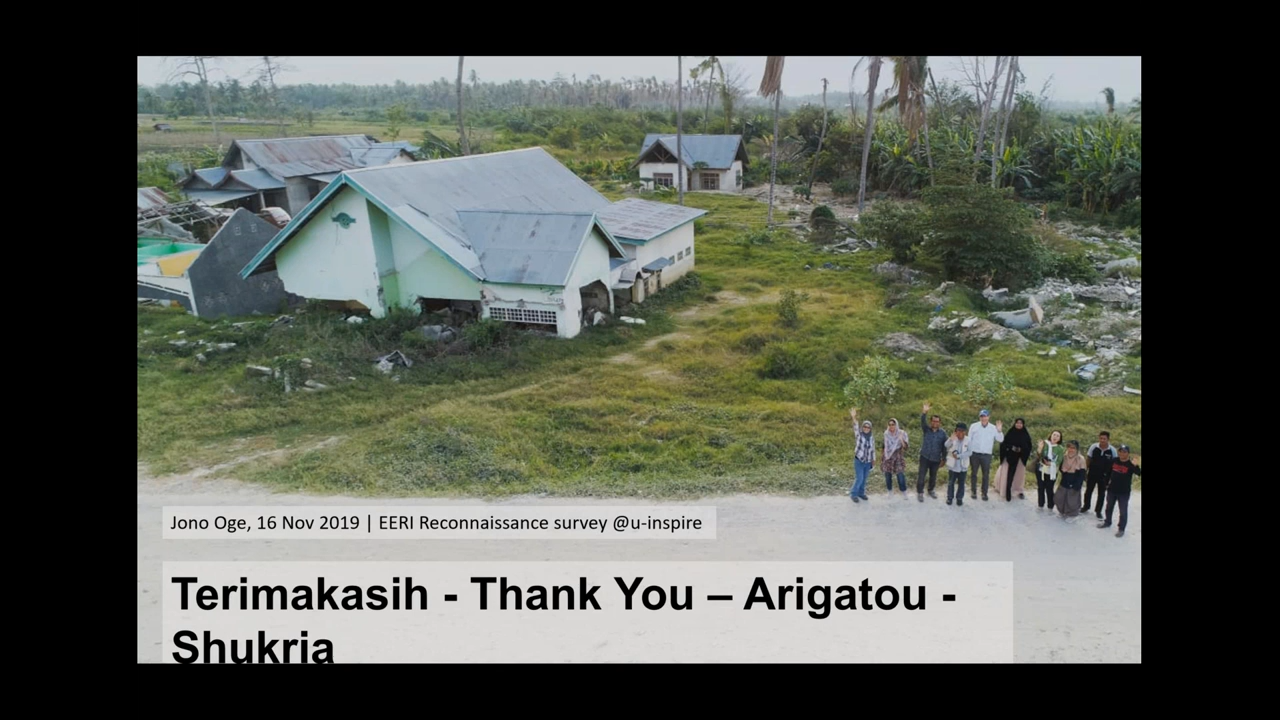 Jono Oge, 16 Nov 2019 | EERI Reconnaissance survey @u-inspire
Terimakasih - Thank You – Arigatou -
Shukria